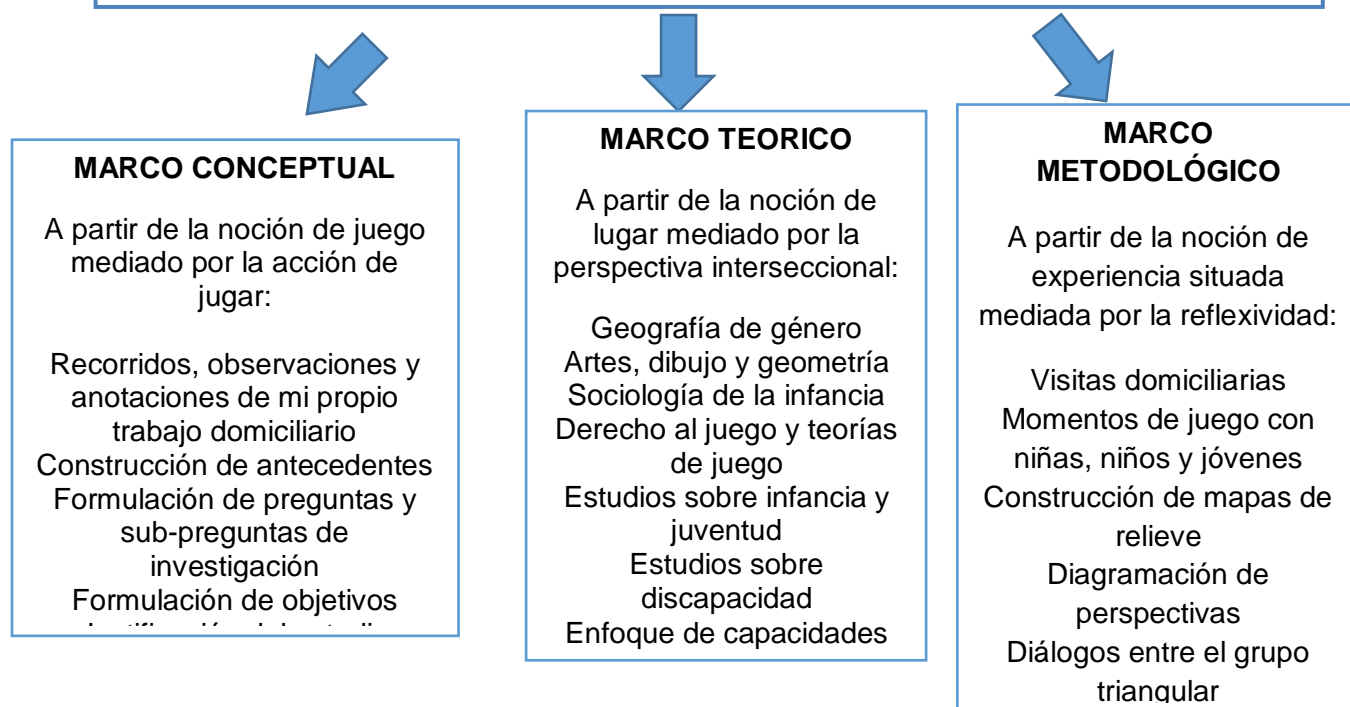 MARCO CONCEPTUAL
A partir de la noción de juego
mediado por la acción de
jugar:
Recorridos, observaciones y
anotaciones de mi propio
trabajo domiciliario
Construcción de antecedentes
Formulación de preguntas y
sub-preguntas de
investigación
Formulación de objetivos
MARCO TEORICO
A partir de la noción de
lugar mediado por la
perspectiva interseccional:
Geografía de género
Artes, dibujo y geometría
Sociología de la infancia
Derecho al juego y teorías
de juego
Estudios sobre infancia y
juventud
Estudios sobre
discapacidad
Enfoque de capacidades
MARCO
METODOLÓGICO
A partir de la noción de
experiencia situada
mediada por la reflexividad:
Visitas domiciliarias
Momentos de juego con
niñas, niños y jóvenes
Construcción de mapas de
relieve
Diagramación de
perspectivas
Diálogos entre el grupo
triangular